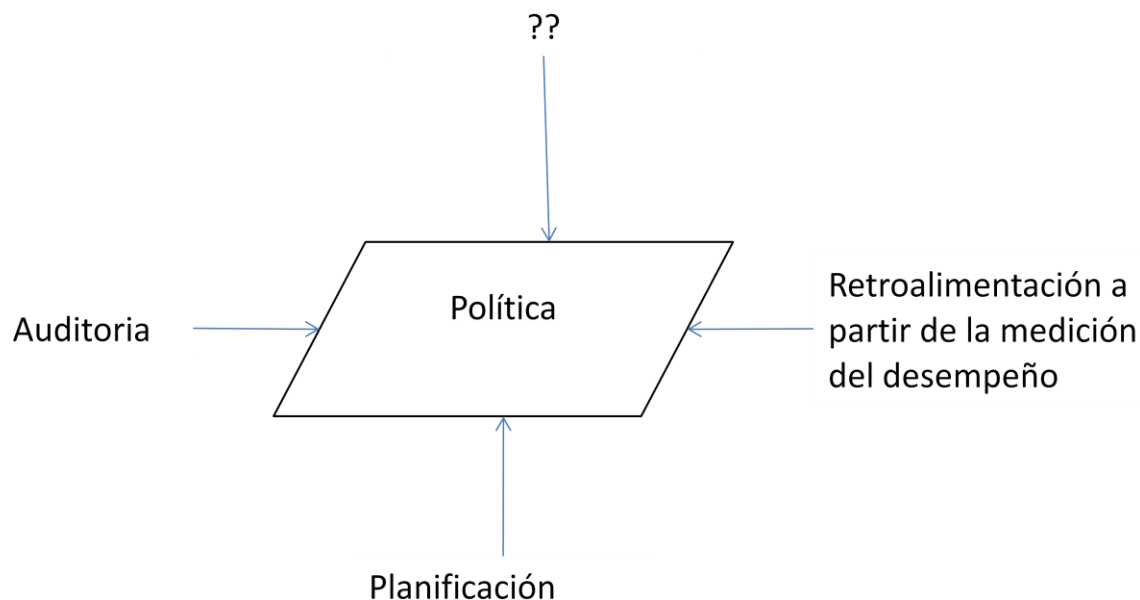 ??
Política
Auditoria
Retroalimentación a
partir de la medición
del desempeño
Planificación